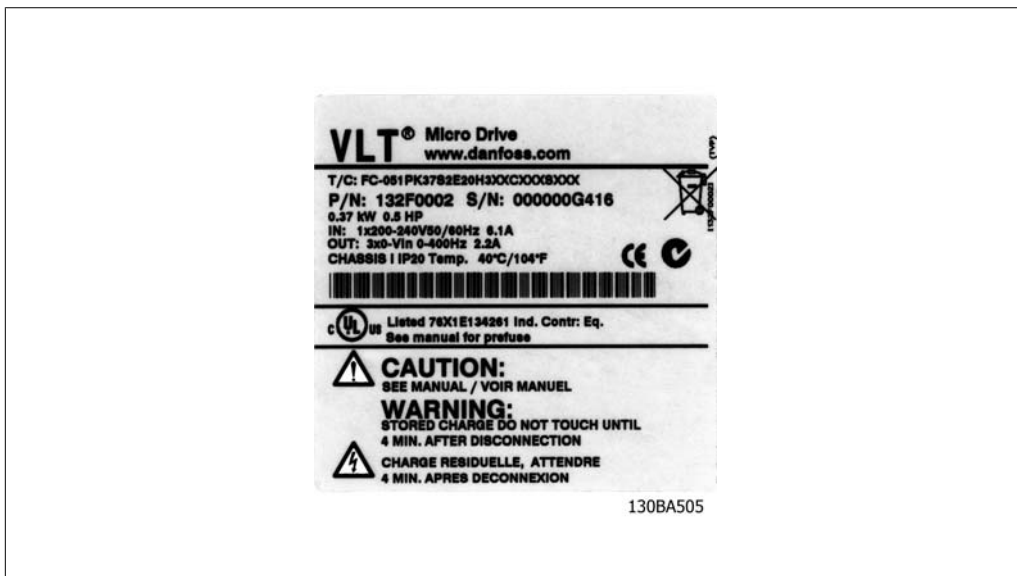 VLT® Micro Drive
www.danfoss.com
T/C: FC-051PK37S2E20H3XXCXXXSXXX
P/N: 132F0002 S/N: 000000G416
0.37 kW 0.5 HP
IN: 1x200-240V50/60Hz 6.1A
OUT: 3x0-Vin 0-400Hz 2.2A
CHASSIS I IP20 Temp. 40°C/104°F
CE
C UL US Listed 76X1E134261 Ind. Contr: Eq.
See manual for prefuse
CAUTION:
SEE MANUAL / VOIR MANUEL
WARNING:
STORED CHARGE DO NOT TOUCH UNTIL
4 MIN. AFTER DISCONNECTION
CHARGE RESIDUELLE, ATTENDRE
4 MIN. APRES DECONNEXION
130BA505